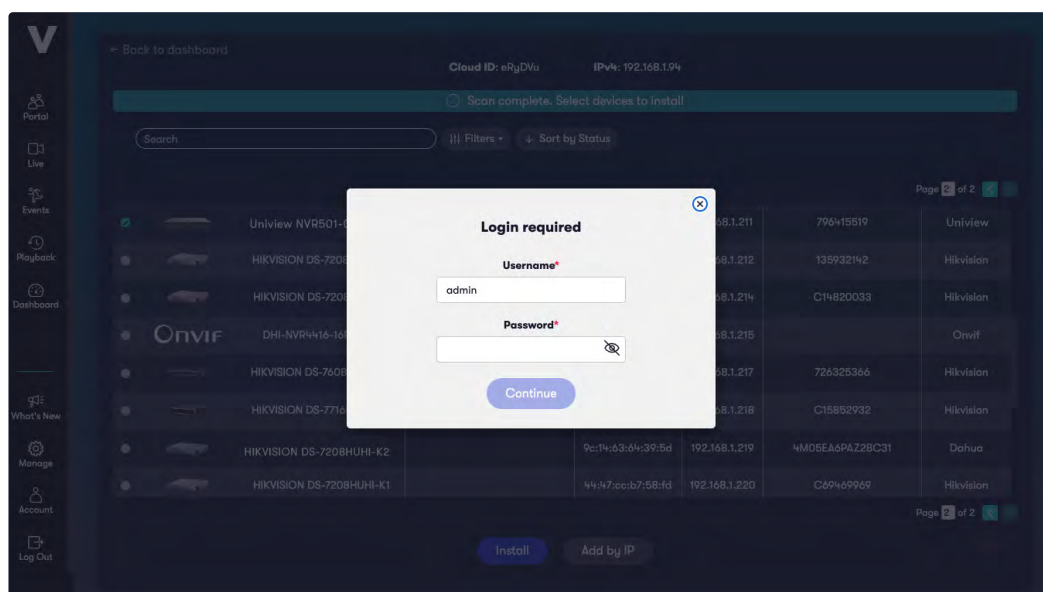 V
← Back to dashboard
Cloud ID: eRyDVu IPv4: 192.168.1.94
Scan complete. Select devices to install
Search Filters Sort by Status
Portal
Live
Events
Playback
Dashboard
What's New
Manage
Account
Log Out
Page 2 of 2
Login required
Username*
admin
Password*
Continue
Uniview NVR501- 68.1.211 796415519 Uniview
HIKVISION DS-720 68.1.212 135932142 Hikvision
HIKVISION DS-720 68.1.214 C14820033 Hikvision
ONVIF DHI-NVR4416-16 68.1.215 Onvif
HIKVISION DS-760 68.1.217 726325366 Hikvision
HIKVISION DS-7716 68.1.218 C15852932 Hikvision
HIKVISION DS-7208HUHI-K2 9c:14:63:64:39:5d 192.168.1.219 4M05EA6PAZ2BC31 Dahua
HIKVISION DS-7208HUHI-K1 44:47:cc:b7:58:fd 192.168.1.220 C69469969 Hikvision
Page 2 of 2
Install Add by IP